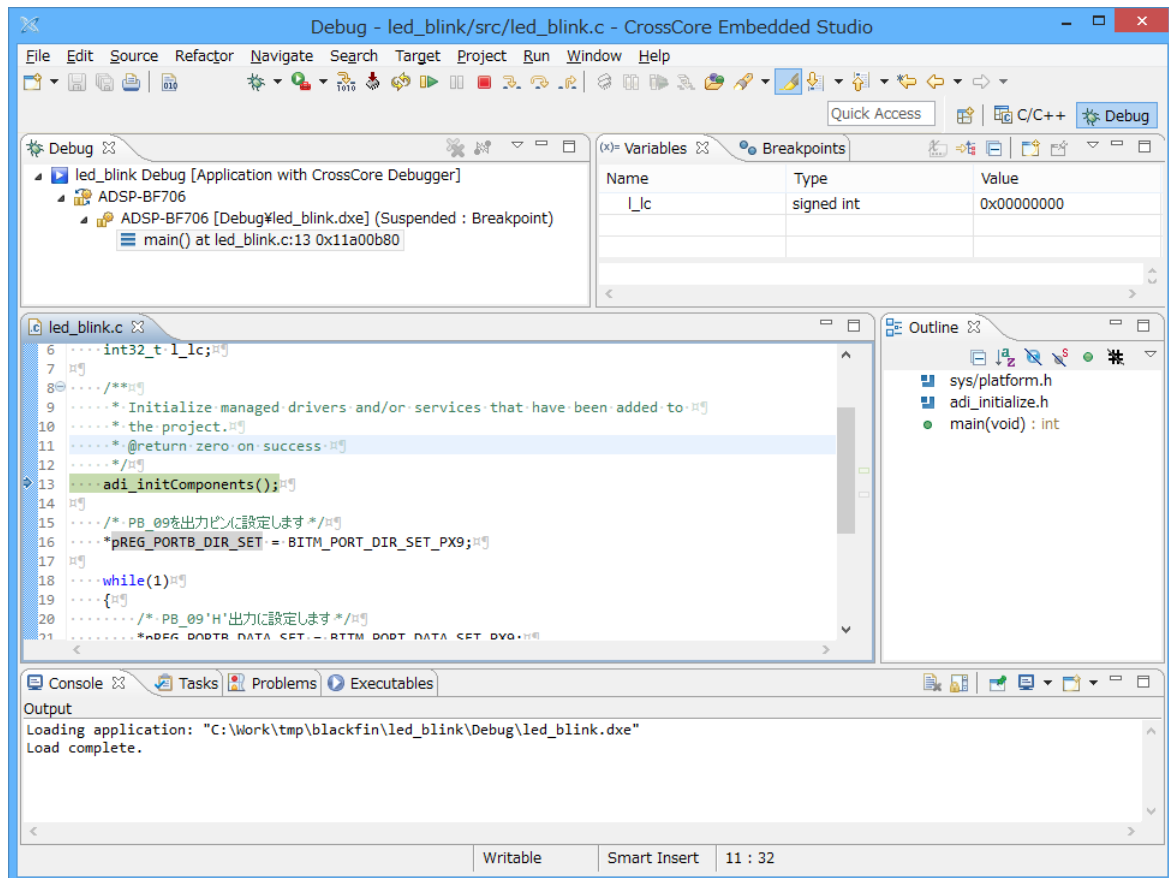 Debug - led_blink/src/led_blink.c - CrossCore Embedded Studio
File Edit Source Refactor Navigate Search Target Project Run Window Help
Quick Access C/C++ Debug
Debug
led_blink Debug [Application with CrossCore Debugger]
ADSP-BF706
ADSP-BF706 [Debug¥led_blink.dxe] (Suspended : Breakpoint)
main() at led_blink.c:13 0x11a00b80
(x)= Variables Breakpoints
Name Type Value
l_lc signed int 0x00000000
led_blink.c
6 int32_t l_lc;
7
8 /**
9 * Initialize managed drivers and/or services that have been added to
10 * the project.
11 * @return zero on success
12 */
13 adi_initComponents();
14
15 /* PB_09を出力ピンに設定します */
16 *pREG_PORTB_DIR_SET = BITM_PORT_DIR_SET_PX9;
17
18 while(1)
19 {
20 /* PB_09'H'出力に設定します */
21 *pREG_PORTB_DATA_SET = BITM_PORT_DATA_SET_PX9;
Outline
sys/platform.h
adi_initialize.h
main(void) : int
Console Tasks Problems Executables
Output
Loading application: "C:\Work\tmp\blackfin\led_blink\Debug\led_blink.dxe"
Load complete.
Writable Smart Insert 11 : 32